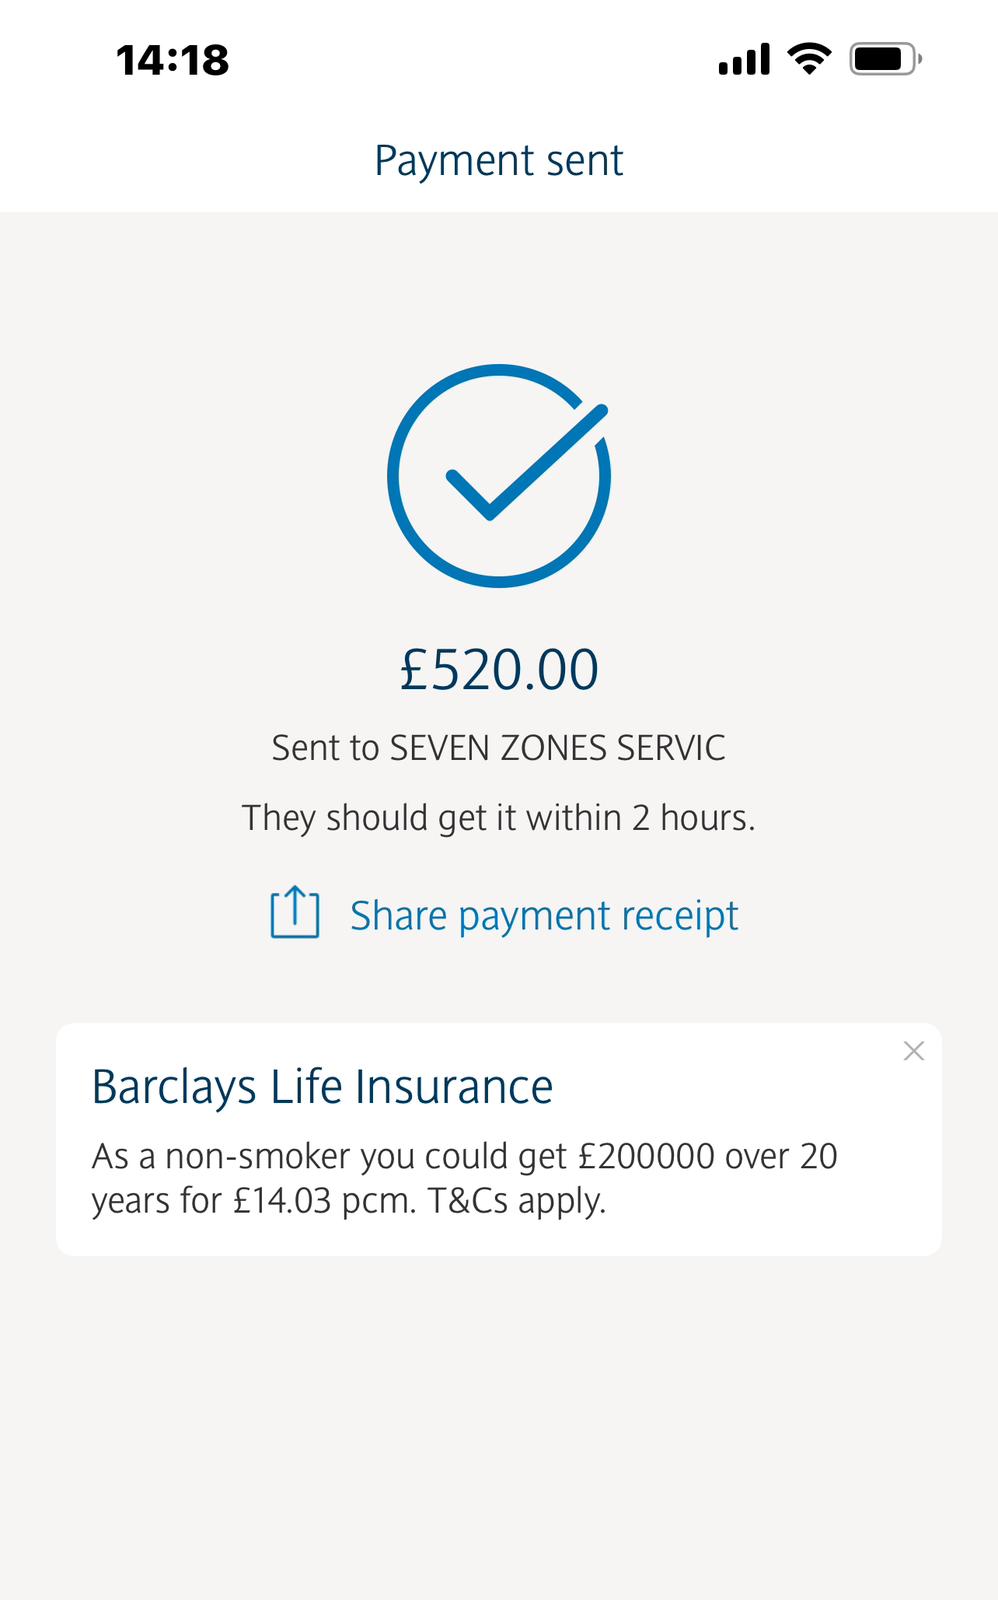 14:18
Payment sent
£520.00
Sent to SEVEN ZONES SERVIC
They should get it within 2 hours.
Share payment receipt
Barclays Life Insurance
As a non-smoker you could get £200000 over 20
years for £14.03 pcm. T&Cs apply.